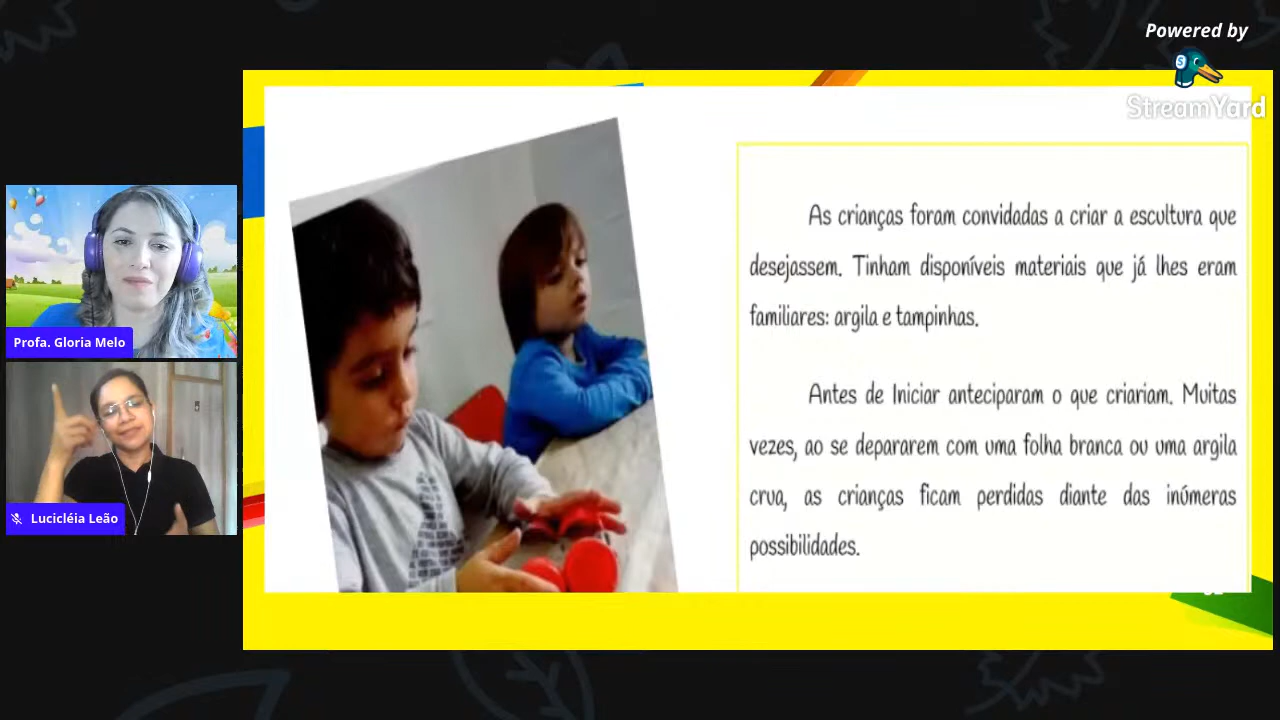 Powered by
StreamYard
As crianças foram convidadas a criar a escultura que
desejassem. Tinham disponíveis materiais que já lhes eram
familiares: argila e tampinhas.
Antes de Iniciar anteciparam o que criariam. Muitas
vezes, ao se depararem com uma folha branca ou uma argila
crua, as crianças ficam perdidas diante das inúmeras
possibilidades.
Profa. Gloria Melo
Lucicléia Leão